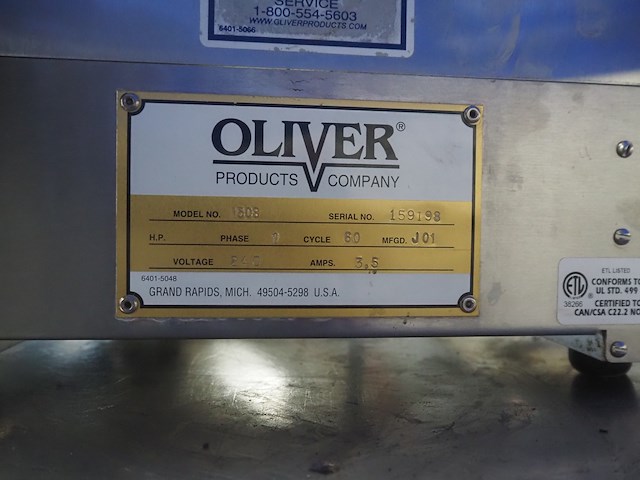 SERVICE
1-800-554-5603
WWW.OLIVERPRODUCTS.COM
6401-5066
OLIVER®
PRODUCTS COMPANY
MODEL NO. SERIAL NO. 159198
H.P. PHASE CYCLE 60 MFGD. J01
VOLTAGE AMPS. 3.5
6401-5048
GRAND RAPIDS, MICH. 49504-5298 U.S.A.
ETL LISTED
CONFORMS TO
UL STD. 499
ETL
38266
CERTIFIED TO
CAN/CSA C22.2 NO